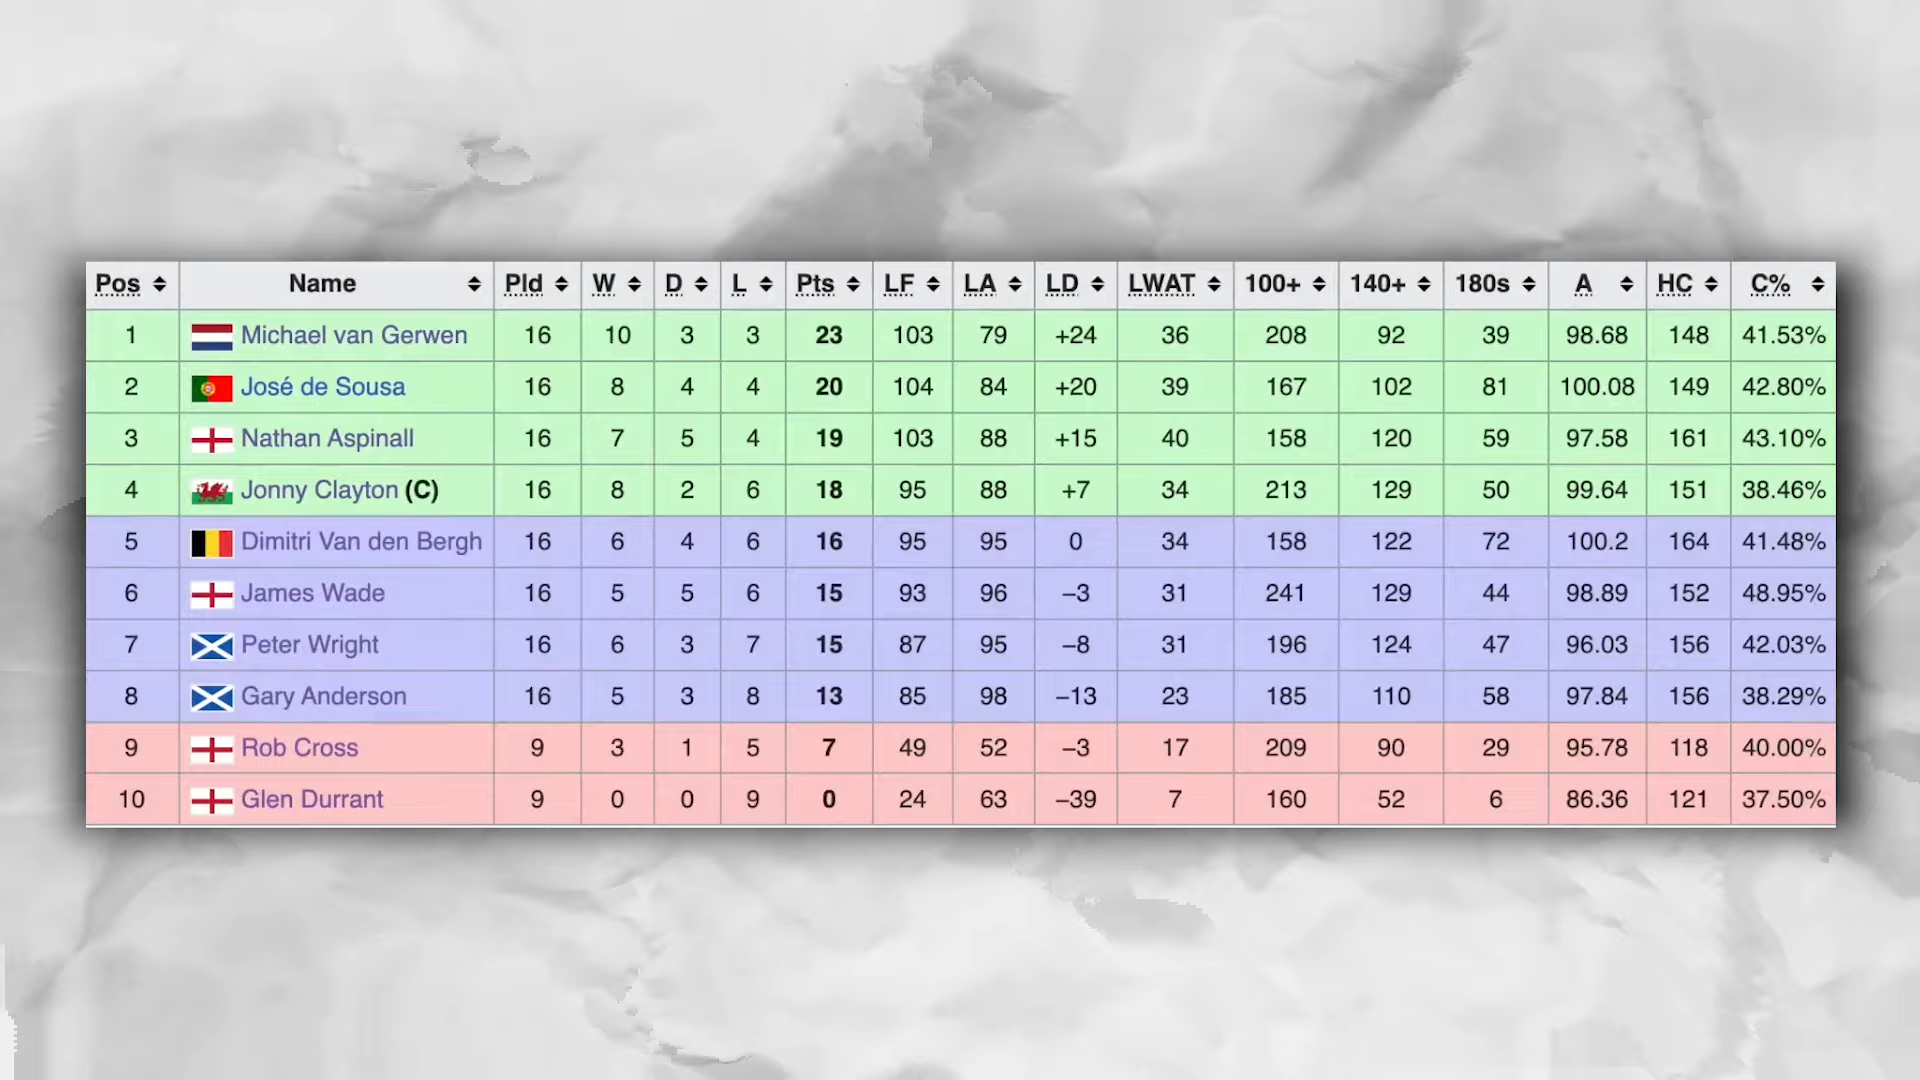 Pos Name Pld W D L Pts LF LA LD LWAT 100+ 140+ 180s A HC C%
1 Michael van Gerwen 16 10 3 3 23 103 79 +24 36 208 92 39 98.68 148 41.53%
2 José de Sousa 16 8 4 4 20 104 84 +20 39 167 102 81 100.08 149 42.80%
3 Nathan Aspinall 16 7 5 4 19 103 88 +15 40 158 120 59 97.58 161 43.10%
4 Jonny Clayton (C) 16 8 2 6 18 95 88 +7 34 213 129 50 99.64 151 38.46%
5 Dimitri Van den Bergh 16 6 4 6 16 95 95 0 34 158 122 72 100.2 164 41.48%
6 James Wade 16 5 5 6 15 93 96 −3 31 241 129 44 98.89 152 48.95%
7 Peter Wright 16 6 3 7 15 87 95 −8 31 196 124 47 96.03 156 42.03%
8 Gary Anderson 16 5 3 8 13 85 98 −13 23 185 110 58 97.84 156 38.29%
9 Rob Cross 9 3 1 5 7 49 52 −3 17 209 90 29 95.78 118 40.00%
10 Glen Durrant 9 0 0 9 0 24 63 −39 7 160 52 6 86.36 121 37.50%